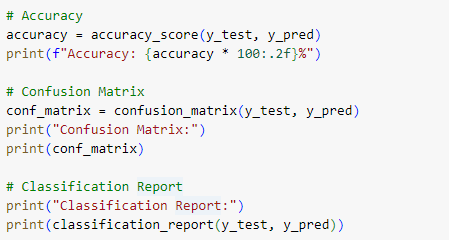 # Accuracy
accuracy = accuracy_score(y_test, y_pred)
print(f"Accuracy: {accuracy * 100:.2f}%")
# Confusion Matrix
conf_matrix = confusion_matrix(y_test, y_pred)
print("Confusion Matrix:")
print(conf_matrix)
# Classification Report
print("Classification Report:")
print(classification_report(y_test, y_pred))